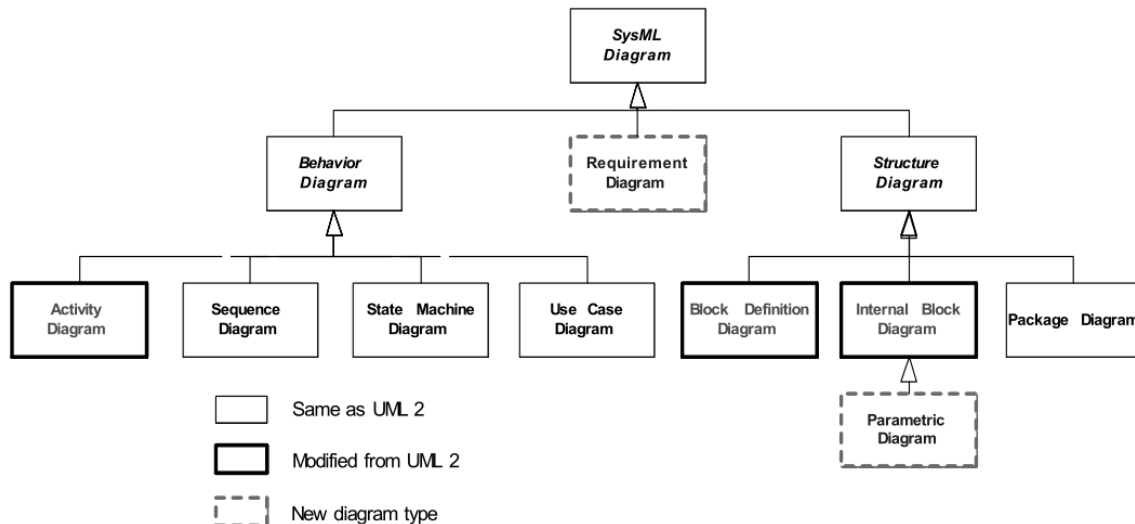 SysML
Diagram
Behavior
Diagram
Requirement
Diagram
Structure
Diagram
Activity
Diagram
Sequence
Diagram
State Machine
Diagram
Use Case
Diagram
Block Definition
Diagram
Internal Block
Diagram
Package Diagram
Parametric
Diagram
Same as UML 2
Modified from UML 2
New diagram type